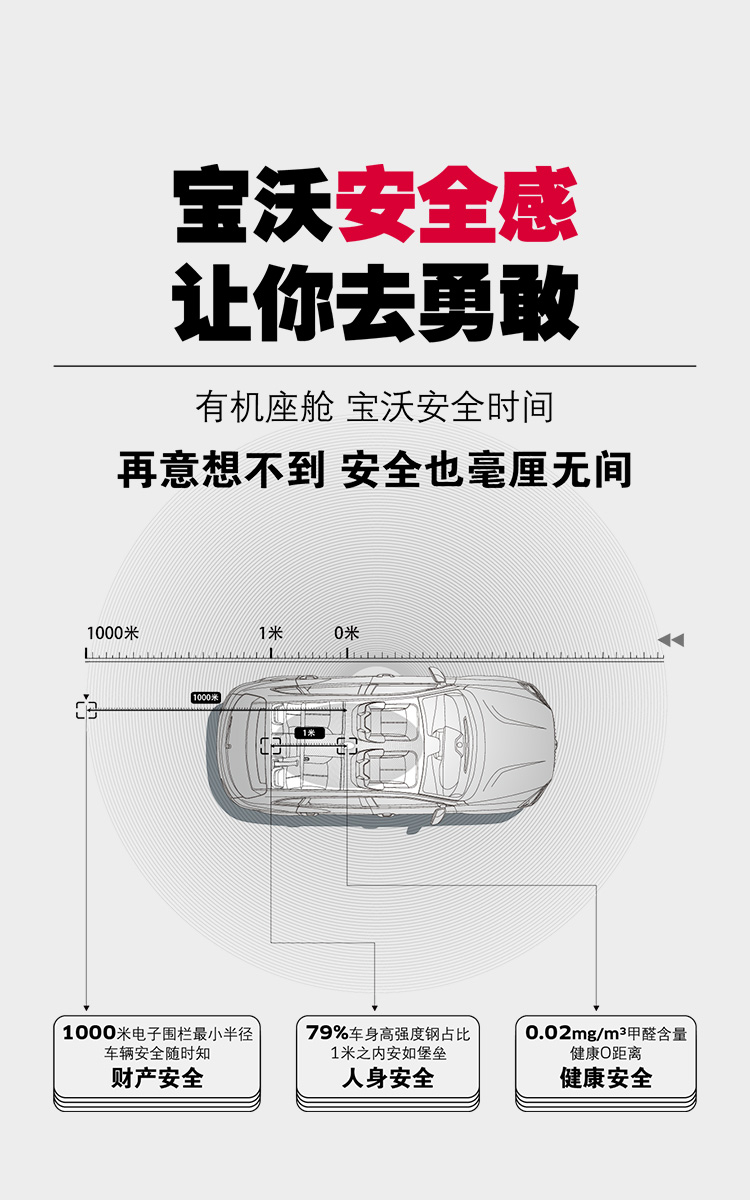 宝沃安全感
让你去勇敢
有机座舱 宝沃安全时间
再意想不到 安全也毫厘无间
1000米 1米 0米
1000米
1米
1000米电子围栏最小半径
车辆安全随时知
财产安全
79%车身高强度钢占比
1米之内安如堡垒
人身安全
0.02mg/m³甲醛含量
健康0距离
健康安全